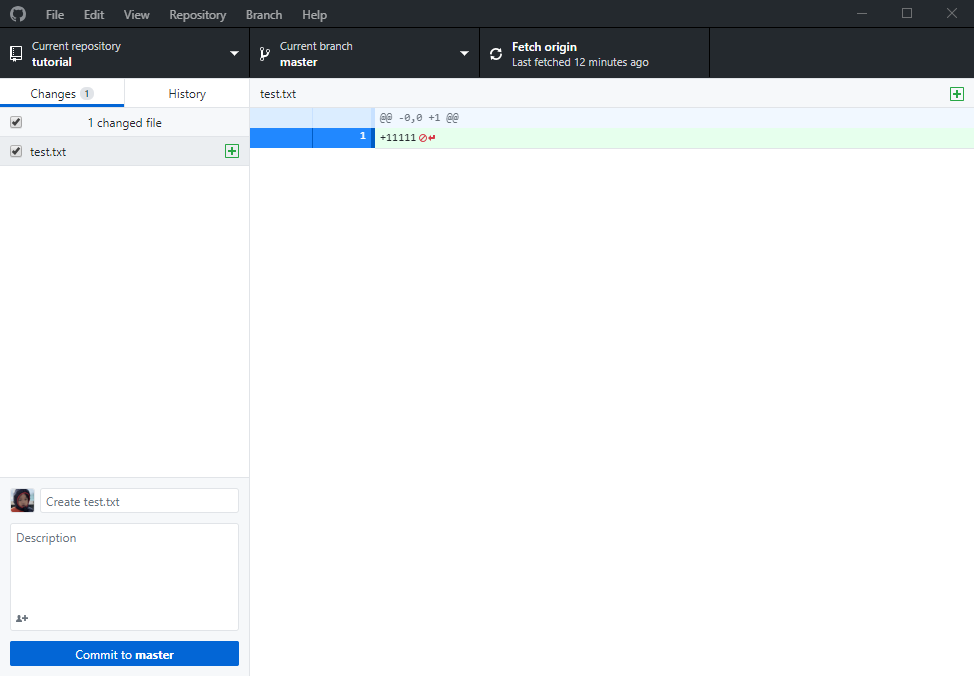 File Edit View Repository Branch Help
Current repository
tutorial
Current branch
master
Fetch origin
Last fetched 12 minutes ago
Changes 1
History
test.txt
1 changed file
@@ -0,0 +1 @@
test.txt
1 +11111
Create test.txt
Description
Commit to master